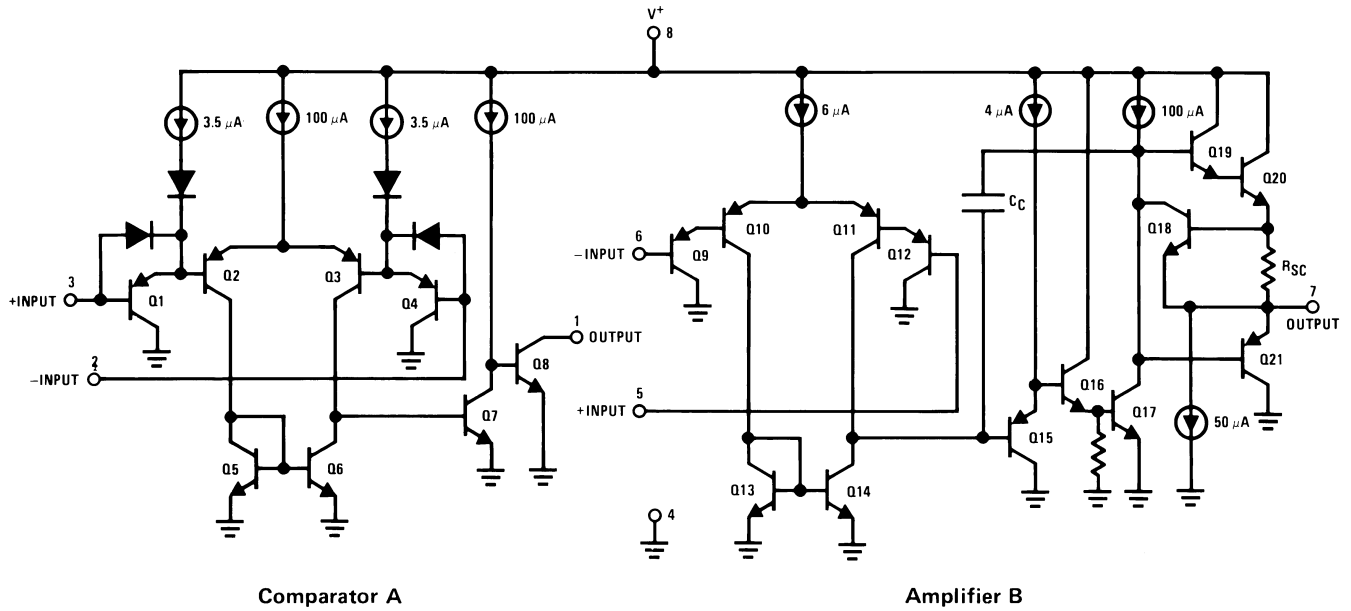 V+
8
3.5 μA
100 μA
3.5 μA
100 μA
6 μA
4 μA
100 μA
Q19
Q20
CC
Q2
Q3
Q10
Q11
Q18
6
−INPUT
Q9
Q12
RSC
3
+INPUT
Q1
Q4
7
OUTPUT
1
OUTPUT
2
−INPUT
Q8
Q21
5
+INPUT
Q7
Q16
Q17
50 μA
Q15
Q5
Q6
Q13
Q14
4
Comparator A
Amplifier B